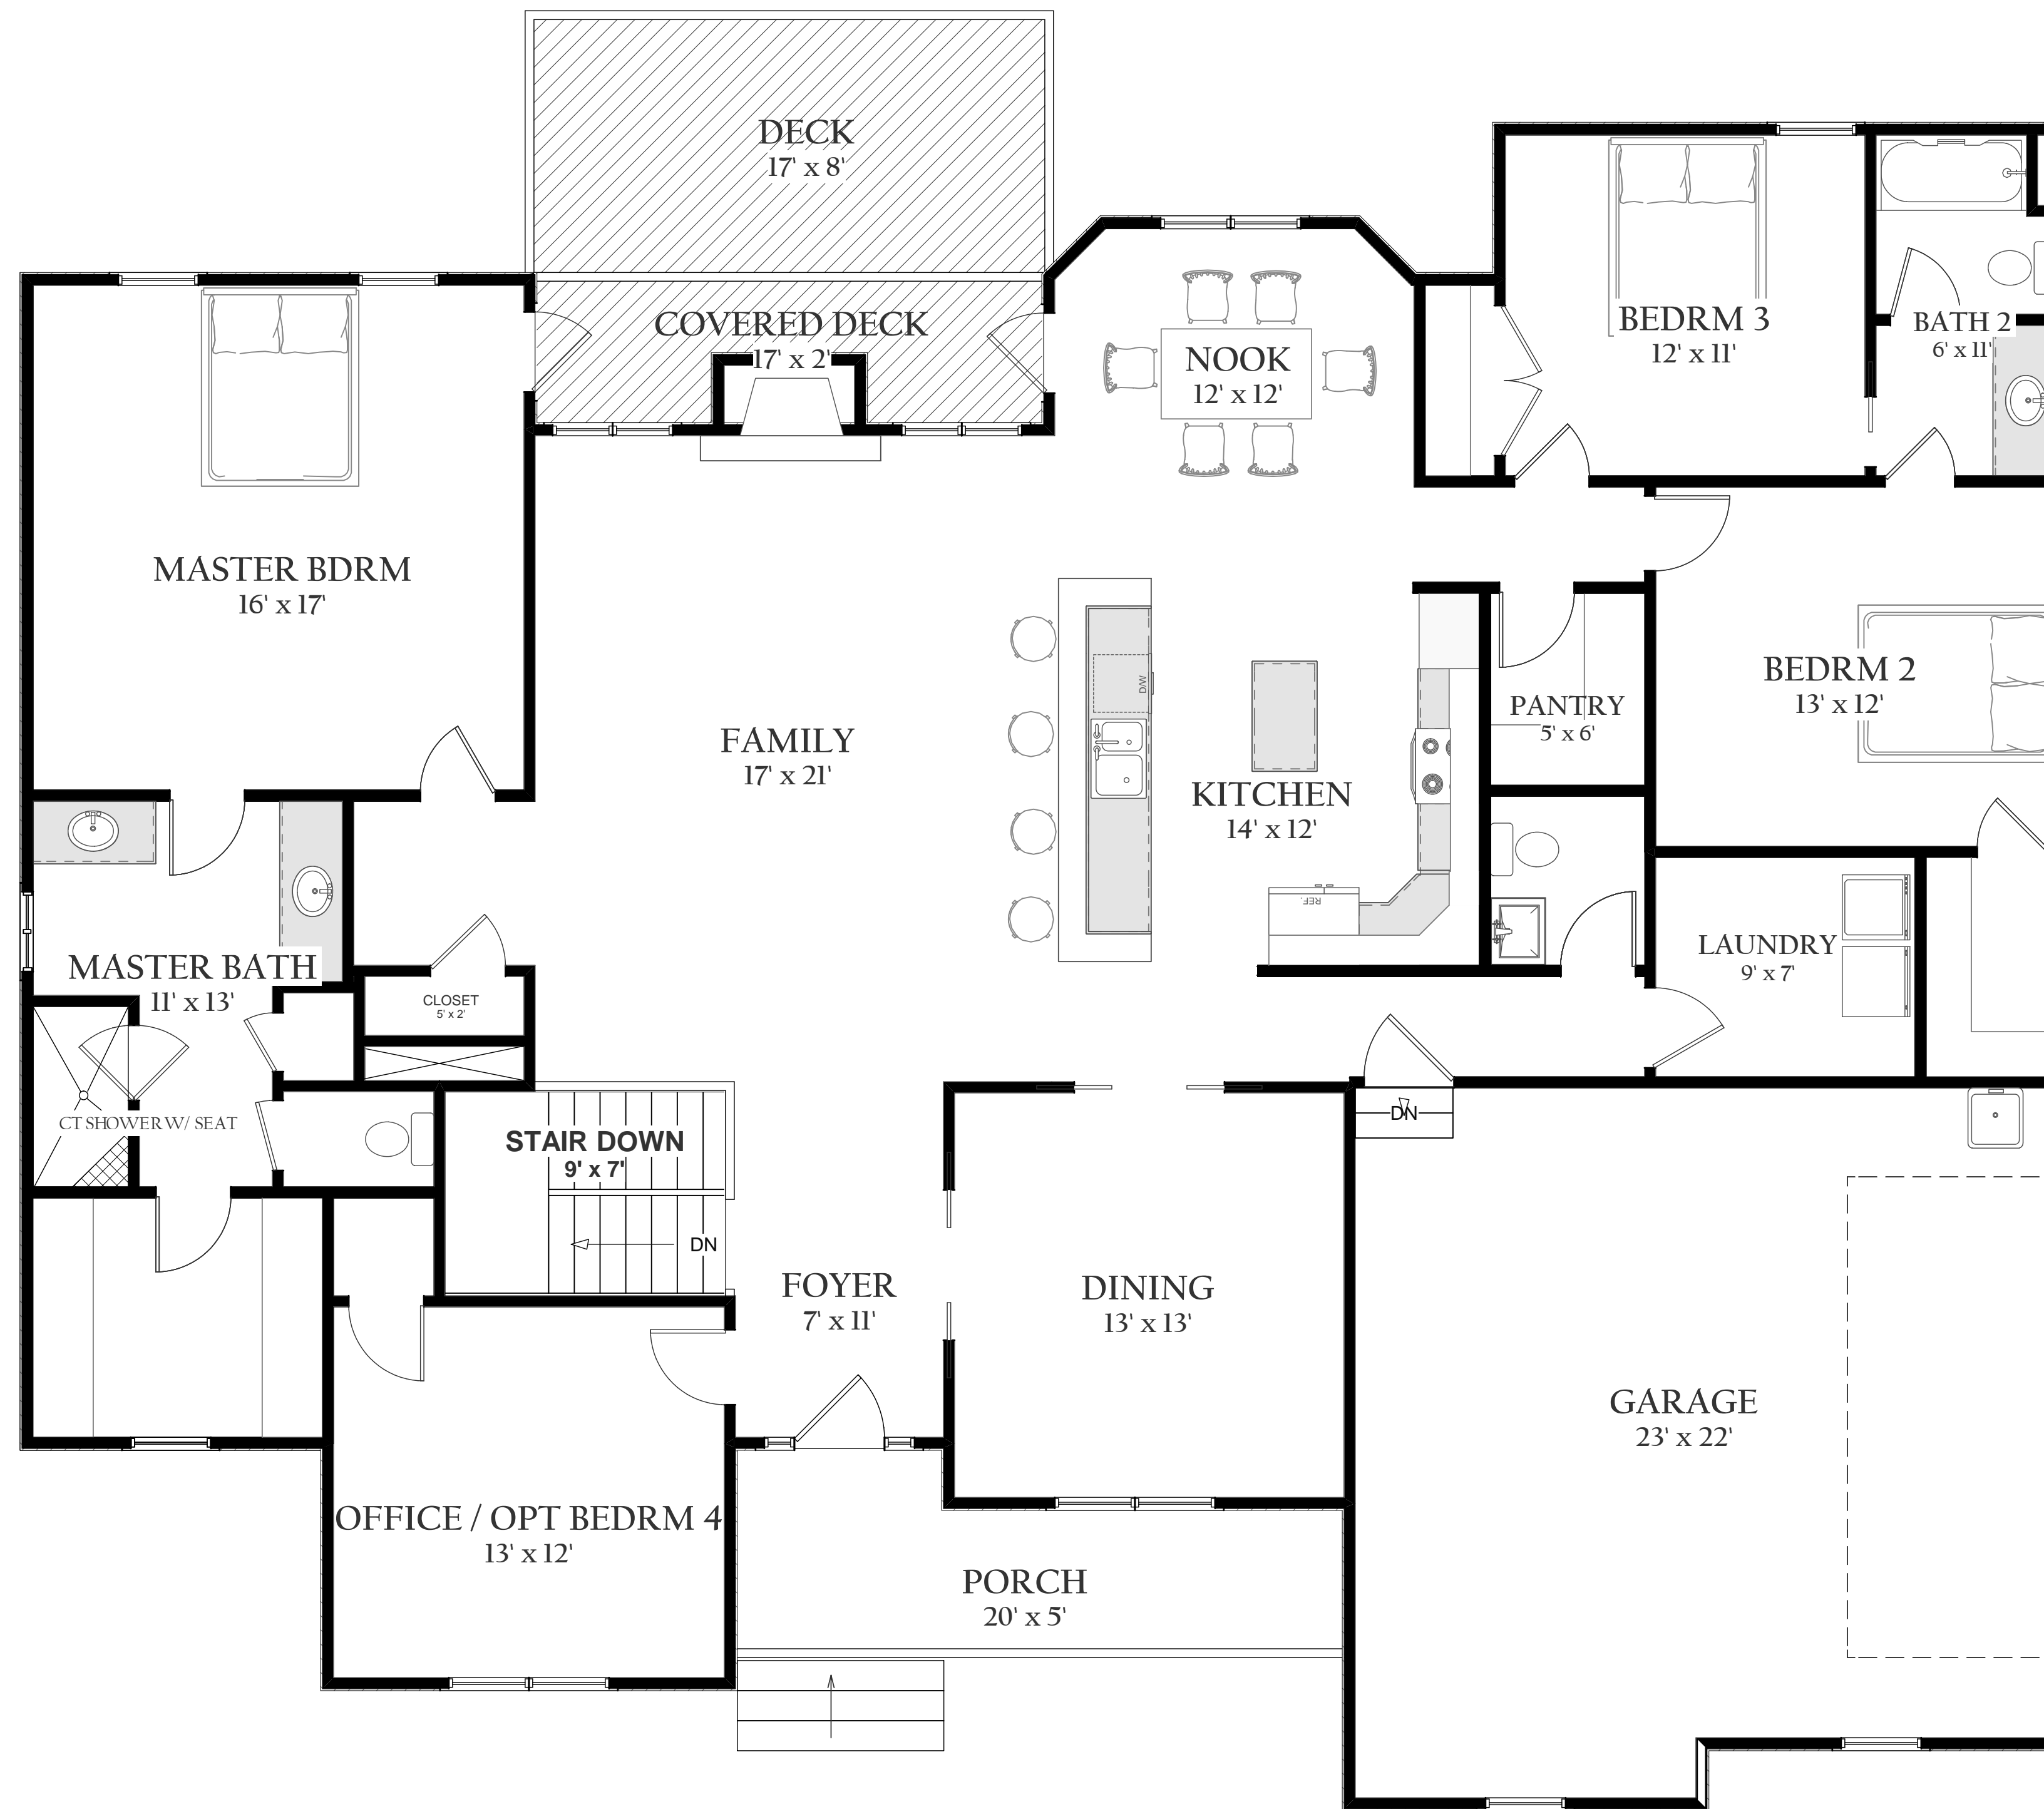 DECK
17' x 8'
COVERED DECK
17' x 2'
NOOK
12' x 12'
BEDRM 3
12' x 11'
BATH 2
6' x 11'
MASTER BDRM
16' x 17'
FAMILY
17' x 21'
D/W
KITCHEN
14' x 12'
REF.
PANTRY
5' x 6'
BEDRM 2
13' x 12'
LAUNDRY
9' x 7'
MASTER BATH
11' x 13'
CLOSET
5' x 2'
CT SHOWER W/ SEAT
STAIR DOWN
9' x 7'
DN
DN
FOYER
7' x 11'
DINING
13' x 13'
GARAGE
23' x 22'
OFFICE / OPT BEDRM 4
13' x 12'
PORCH
20' x 5'